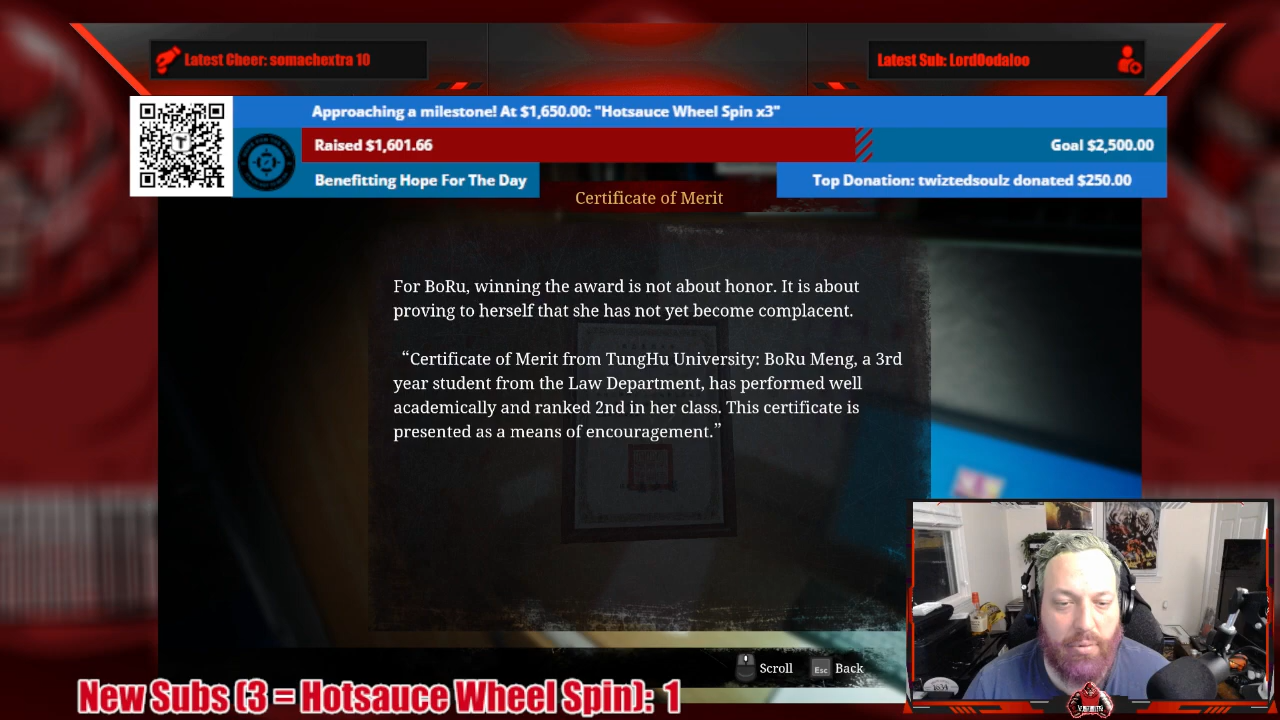 Latest Cheer: somachextra 10
Latest Sub: LordOodaloo
Approaching a milestone! At $1,650.00: "Hotsauce Wheel Spin x3"
Raised $1,601.66
Goal $2,500.00
Benefitting Hope For The Day
Top Donation: twiztedsoulz donated $250.00
Certificate of Merit
For BoRu, winning the award is not about honor. It is about
proving to herself that she has not yet become complacent.
“Certificate of Merit from TungHu University: BoRu Meng, a 3rd
year student from the Law Department, has performed well
academically and ranked 2nd in her class. This certificate is
presented as a means of encouragement.”
Scroll
Esc Back
New Subs (3 = Hotsauce Wheel Spin): 1